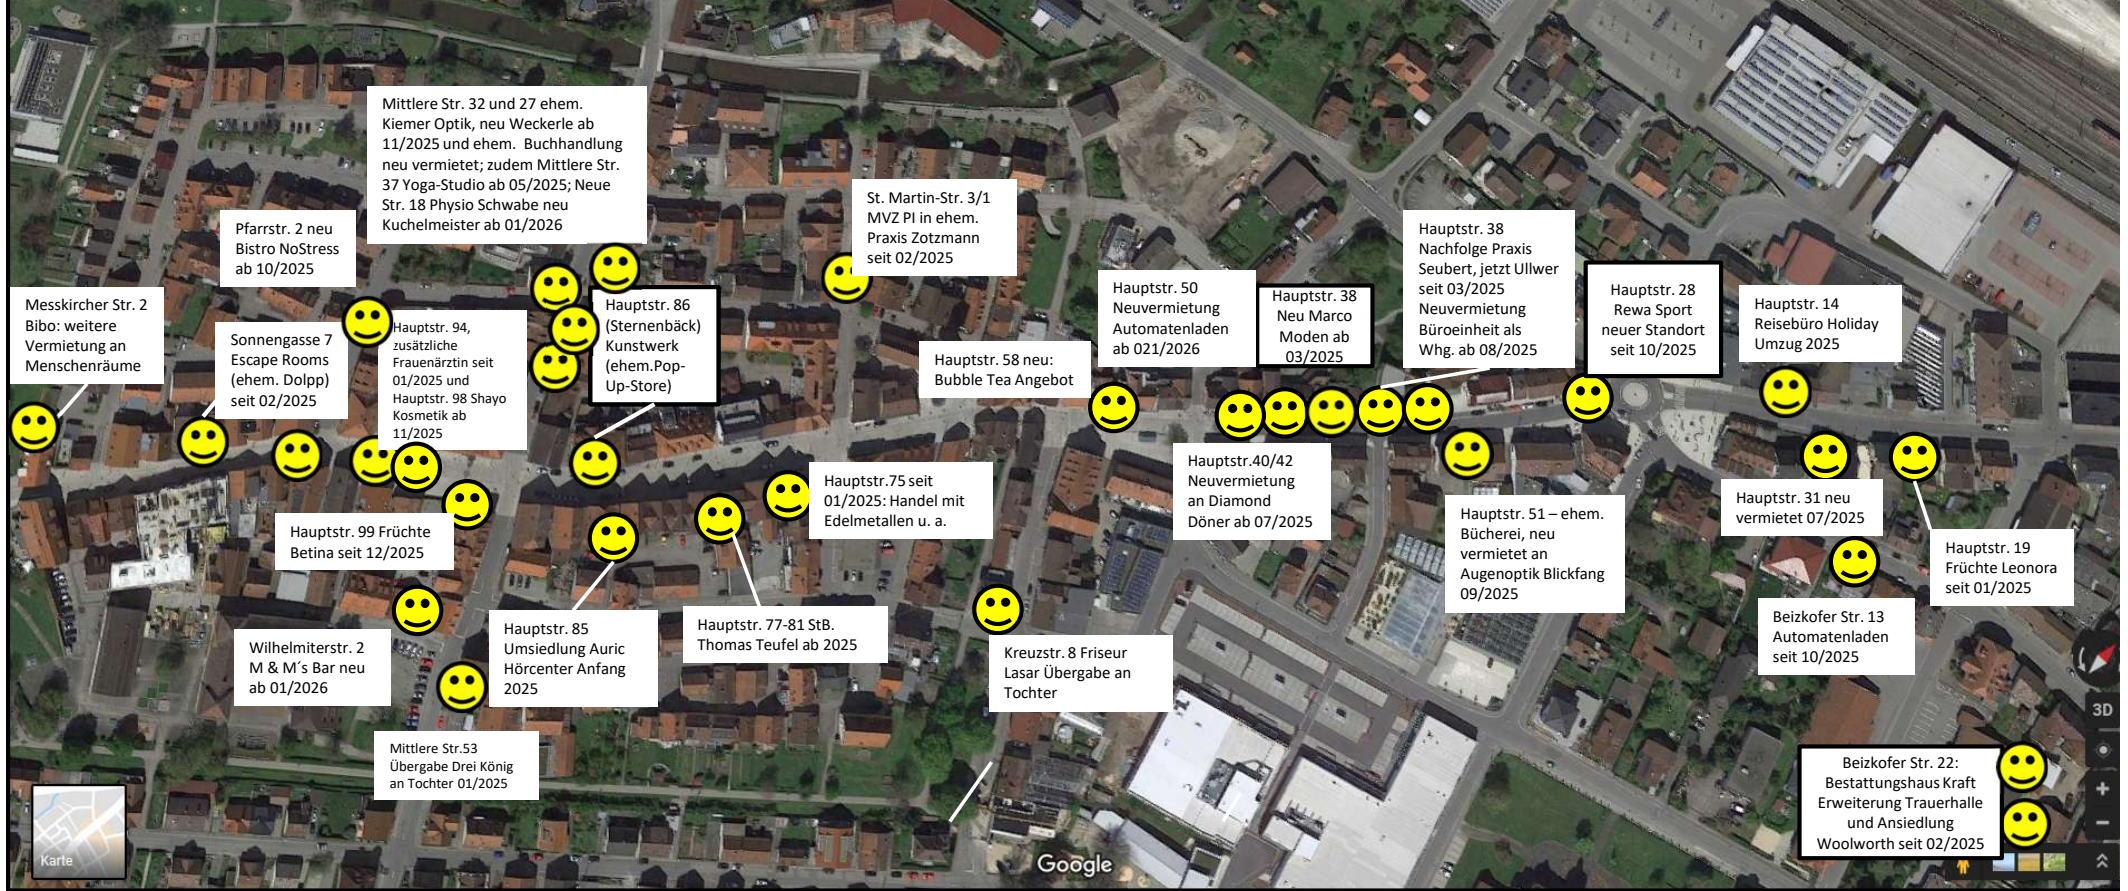 Mittlere Str. 32 und 27 ehem.
Kiemer Optik, neu Weckerle ab
11/2025 und ehem. Buchhandlung
neu vermietet; zudem Mittlere Str.
37 Yoga-Studio ab 05/2025; Neue
Str. 18 Physio Schwabe neu
Kuchelmeister ab 01/2026
St. Martin-Str. 3/1
MVZ PI in ehem.
Praxis Zotzmann
seit 02/2025
Pfarrstr. 2 neu
Bistro NoStress
ab 10/2025
Hauptstr. 38
Nachfolge Praxis
Seubert, jetzt Ullwer
seit 03/2025
Neuvermietung
Büroeinheit als
Whg. ab 08/2025
Messkircher Str. 2
Bibo: weitere
Vermietung an
Menschenräume
Sonnengasse 7
Escape Rooms
(ehem. Dolpp)
seit 02/2025
Hauptstr. 94,
zusätzliche
Frauenärztin seit
01/2025 und
Hauptstr. 98 Shayo
Kosmetik ab
11/2025
Hauptstr. 86
(Sternenbäck)
Kunstwerk
(ehem.Pop-
Up-Store)
Hauptstr. 58 neu:
Bubble Tea Angebot
Hauptstr. 50
Neuvermietung
Automatenladen
ab 021/2026
Hauptstr. 38
Neu Marco
Moden ab
03/2025
Hauptstr. 28
Rewa Sport
neuer Standort
seit 10/2025
Hauptstr. 14
Reisebüro Holiday
Umzug 2025
Hauptstr. 99 Früchte
Betina seit 12/2025
Hauptstr.75 seit
01/2025: Handel mit
Edelmetallen u. a.
Hauptstr.40/42
Neuvermietung
an Diamond
Döner ab 07/2025
Hauptstr. 51 – ehem.
Bücherei, neu
vermietet an
Augenoptik Blickfang
09/2025
Hauptstr. 31 neu
vermietet 07/2025
Hauptstr. 19
Früchte Leonora
seit 01/2025
Wilhelmiterstr. 2
M & M´s Bar neu
ab 01/2026
Hauptstr. 85
Umsiedlung Auric
Hörcenter Anfang
2025
Hauptstr. 77-81 StB.
Thomas Teufel ab 2025
Kreuzstr. 8 Friseur
Lasar Übergabe an
Tochter
Beizkofer Str. 13
Automatenladen
seit 10/2025
Mittlere Str.53
Übergabe Drei König
an Tochter 01/2025
Beizkofer Str. 22:
Bestattungshaus Kraft
Erweiterung Trauerhalle
und Ansiedlung
Woolworth seit 02/2025
3D
Karte
Google